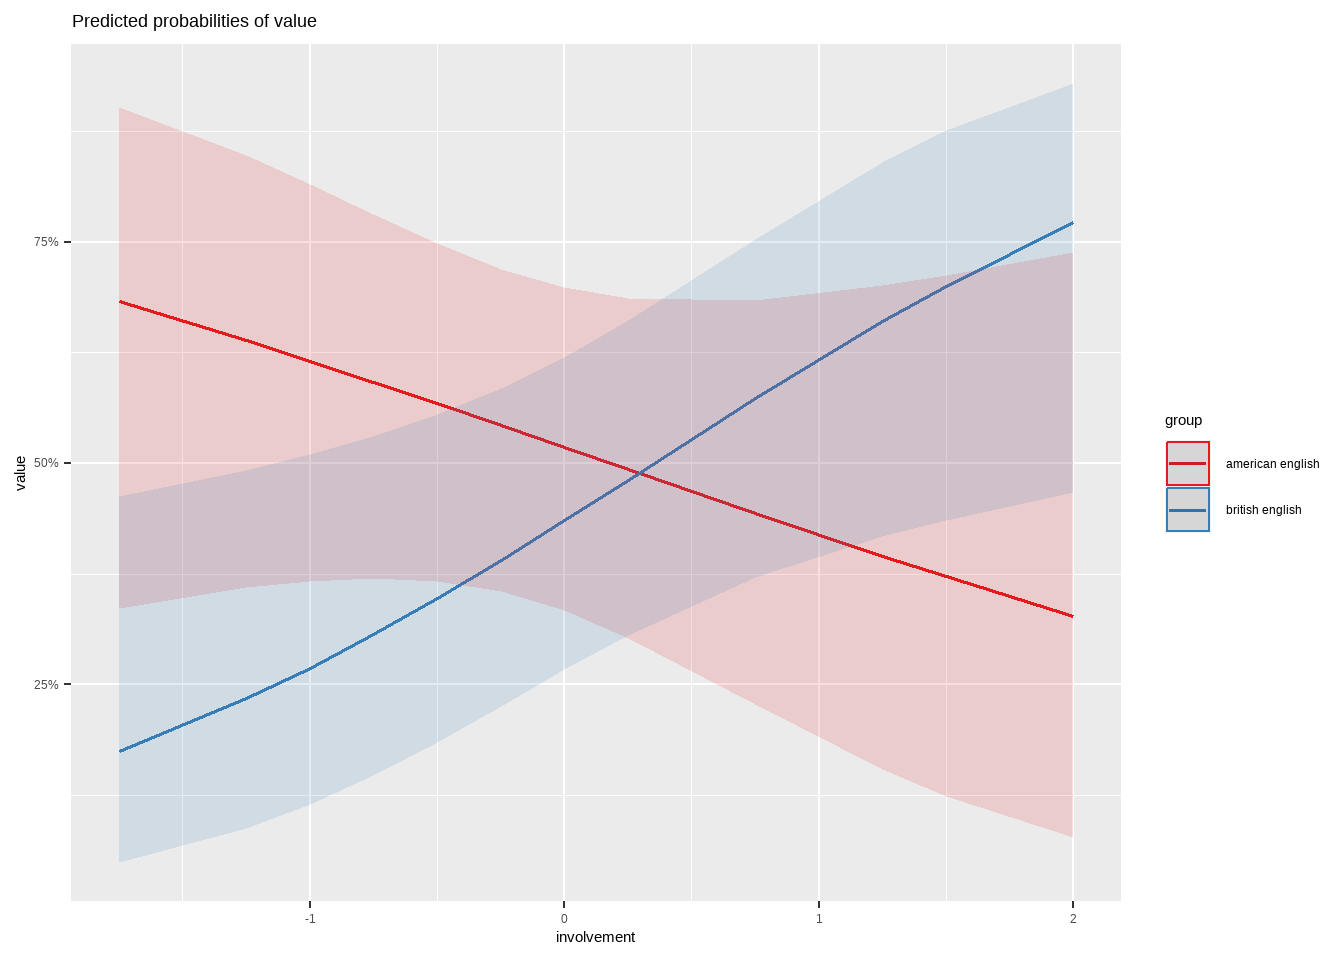 Predicted probabilities of value
value
75%
50%
25%
-1
0
1
2
involvement
group
american english
british english